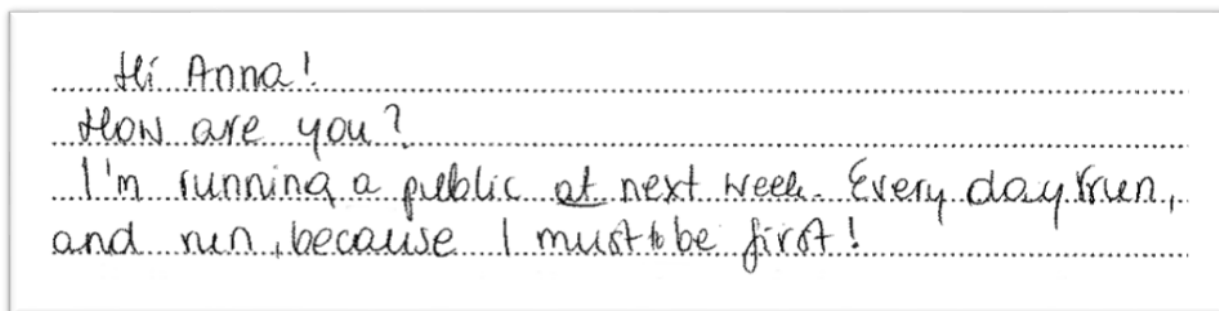 Hi Anna!
How are you?
I'm running a public at next week. Every day I run,
and run, because I must to be first!